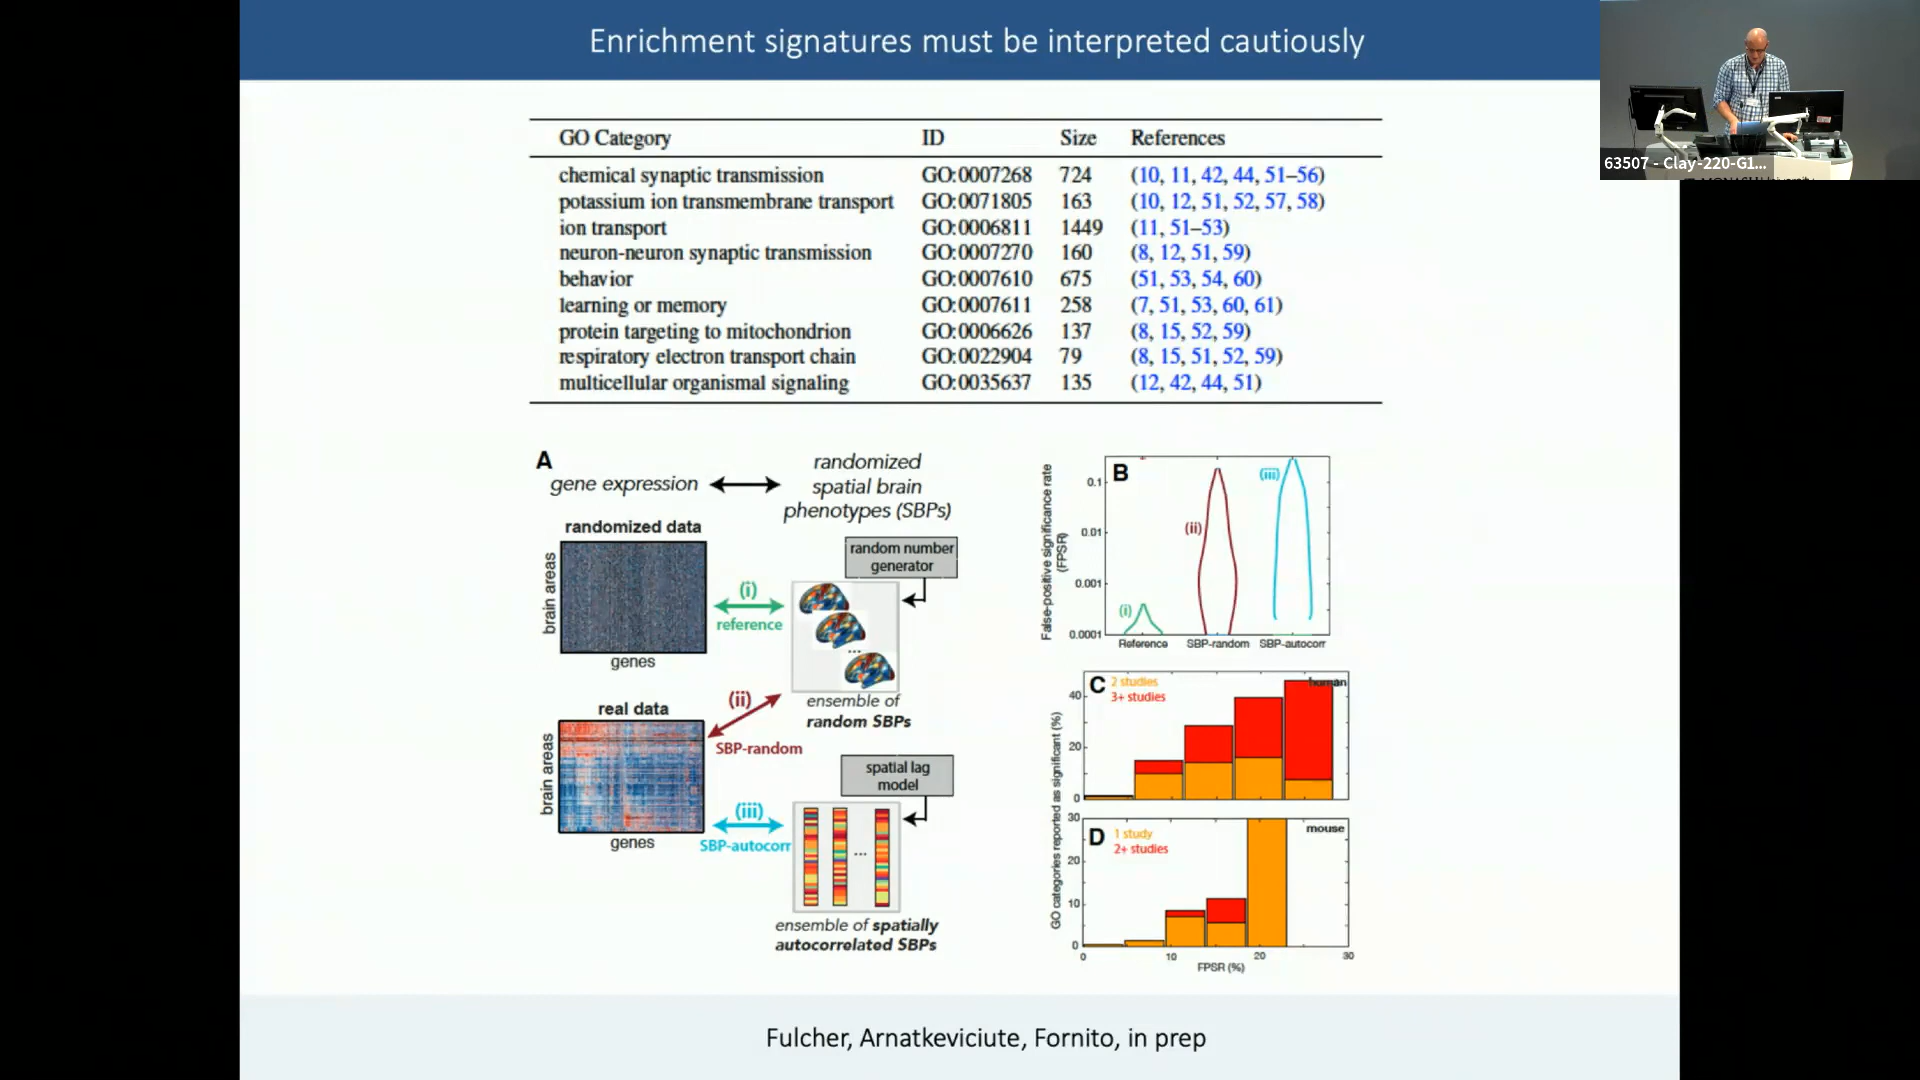 Enrichment signatures must be interpreted cautiously
63507 - Clay-220-G1...
GO Category ID Size References
chemical synaptic transmission GO:0007268 724 (10, 11, 42, 44, 51–56)
potassium ion transmembrane transport GO:0071805 163 (10, 12, 51, 52, 57, 58)
ion transport GO:0006811 1449 (11, 51–53)
neuron-neuron synaptic transmission GO:0007270 160 (8, 12, 51, 59)
behavior GO:0007610 675 (51, 53, 54, 60)
learning or memory GO:0007611 258 (7, 51, 53, 60, 61)
protein targeting to mitochondrion GO:0006626 137 (8, 15, 52, 59)
respiratory electron transport chain GO:0022904 79 (8, 15, 51, 52, 59)
multicellular organismal signaling GO:0035637 135 (12, 42, 44, 51)
A
gene expression
randomized
spatial brain
phenotypes (SBPs)
randomized data
brain areas
genes
(i)
reference
random number
generator
...
ensemble of
random SBPs
(ii)
SBP-random
real data
brain areas
genes
(iii)
SBP-autocorr
spatial lag
model
...
ensemble of spatially
autocorrelated SBPs
B
False-positive significance rate
(FPSR)
0.1
0.01
0.001
0.0001
(i)
(ii)
(iii)
Reference SBP-random SBP-autocorr
C
2 studies
3+ studies
human
40
20
0
GO categories reported as significant (%)
D
1 study
2+ studies
mouse
30
20
10
0
0 10 20 30
FPSR (%)
Fulcher, Arnatkeviciute, Fornito, in prep